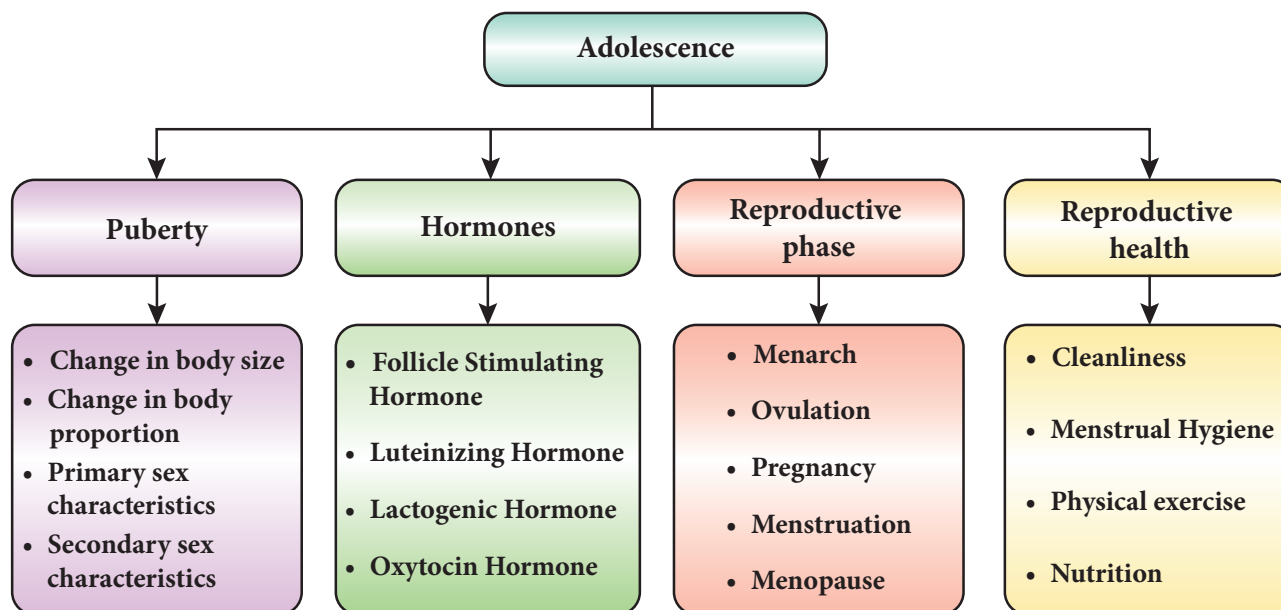 Adolescence
Puberty
Hormones
Reproductive
phase
Reproductive
health
• Change in body size
• Change in body
proportion
• Primary sex
characteristics
• Secondary sex
characteristics
• Follicle Stimulating
Hormone
• Luteinizing Hormone
• Lactogenic Hormone
• Oxytocin Hormone
• Menarch
• Ovulation
• Pregnancy
• Menstruation
• Menopause
• Cleanliness
• Menstrual Hygiene
• Physical exercise
• Nutrition